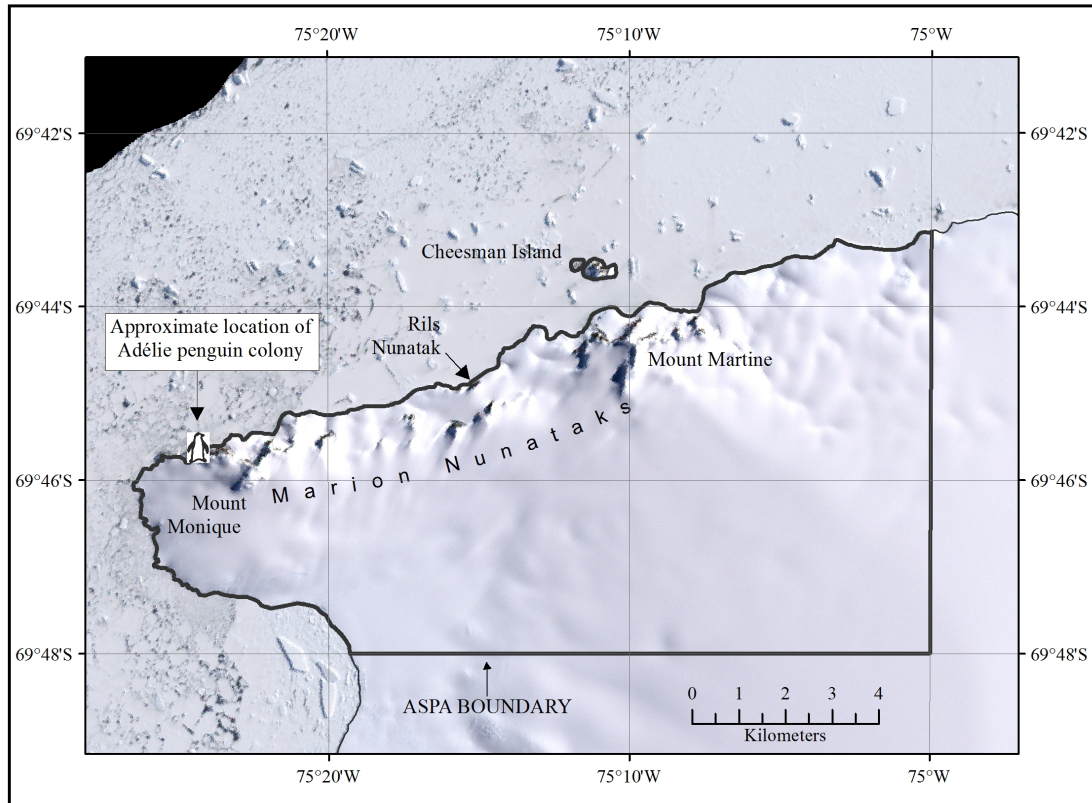 75°20'W
75°10'W
75°W
69°42'S
69°42'S
Cheesman Island
69°44'S
69°44'S
Approximate location of
Adélie penguin colony
Rils
Nunatak
Mount Martine
Marion Nunataks
69°46'S
69°46'S
Mount
Monique
69°48'S
69°48'S
ASPA BOUNDARY
0 1 2 3 4
Kilometers
75°20'W
75°10'W
75°W